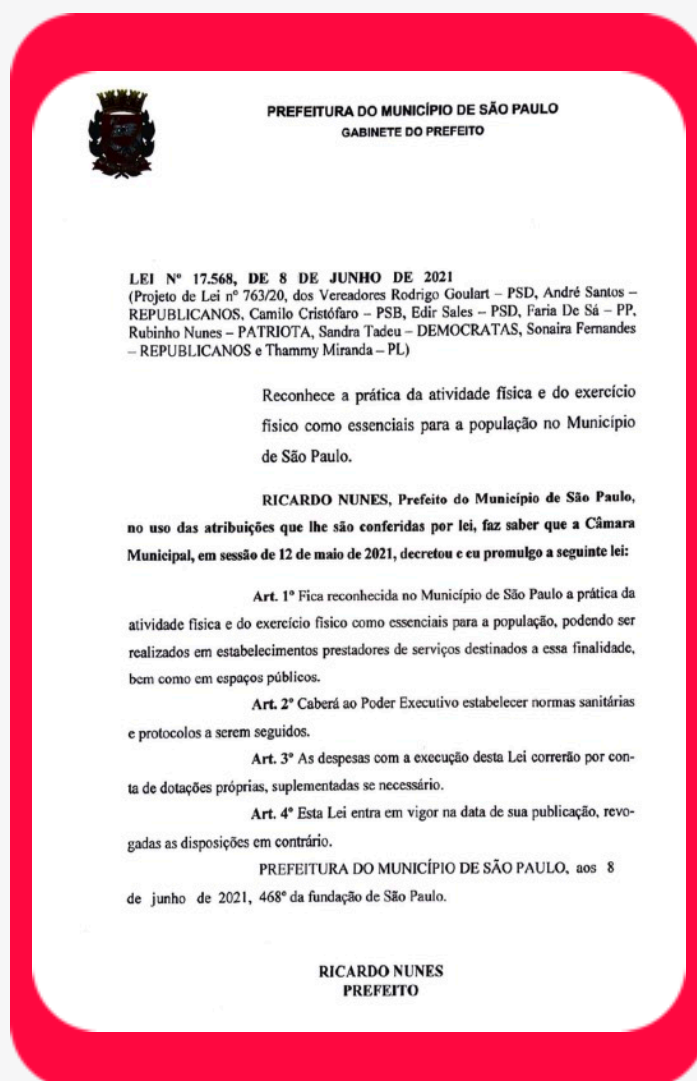 PREFEITURA DO MUNICÍPIO DE SÃO PAULO
GABINETE DO PREFEITO
LEI Nº 17.568, DE 8 DE JUNHO DE 2021
(Projeto de Lei nº 763/20, dos Vereadores Rodrigo Goulart – PSD, André Santos –
REPUBLICANOS, Camilo Cristófaro – PSB, Edir Sales – PSD, Faria De Sá – PP,
Rubinho Nunes – PATRIOTA, Sandra Tadeu – DEMOCRATAS, Sonaira Fernandes
– REPUBLICANOS e Thammy Miranda – PL)
Reconhece a prática da atividade física e do exercício
físico como essenciais para a população no Município
de São Paulo.
RICARDO NUNES, Prefeito do Município de São Paulo,
no uso das atribuições que lhe são conferidas por lei, faz saber que a Câmara
Municipal, em sessão de 12 de maio de 2021, decretou e eu promulgo a seguinte lei:
Art. 1º Fica reconhecida no Município de São Paulo a prática da
atividade física e do exercício físico como essenciais para a população, podendo ser
realizados em estabelecimentos prestadores de serviços destinados a essa finalidade,
bem como em espaços públicos.
Art. 2º Caberá ao Poder Executivo estabelecer normas sanitárias
e protocolos a serem seguidos.
Art. 3º As despesas com a execução desta Lei correrão por con-
ta de dotações próprias, suplementadas se necessário.
Art. 4º Esta Lei entra em vigor na data de sua publicação, revo-
gadas as disposições em contrário.
PREFEITURA DO MUNICÍPIO DE SÃO PAULO, aos 8
de junho de 2021, 468º da fundação de São Paulo.
RICARDO NUNES
PREFEITO